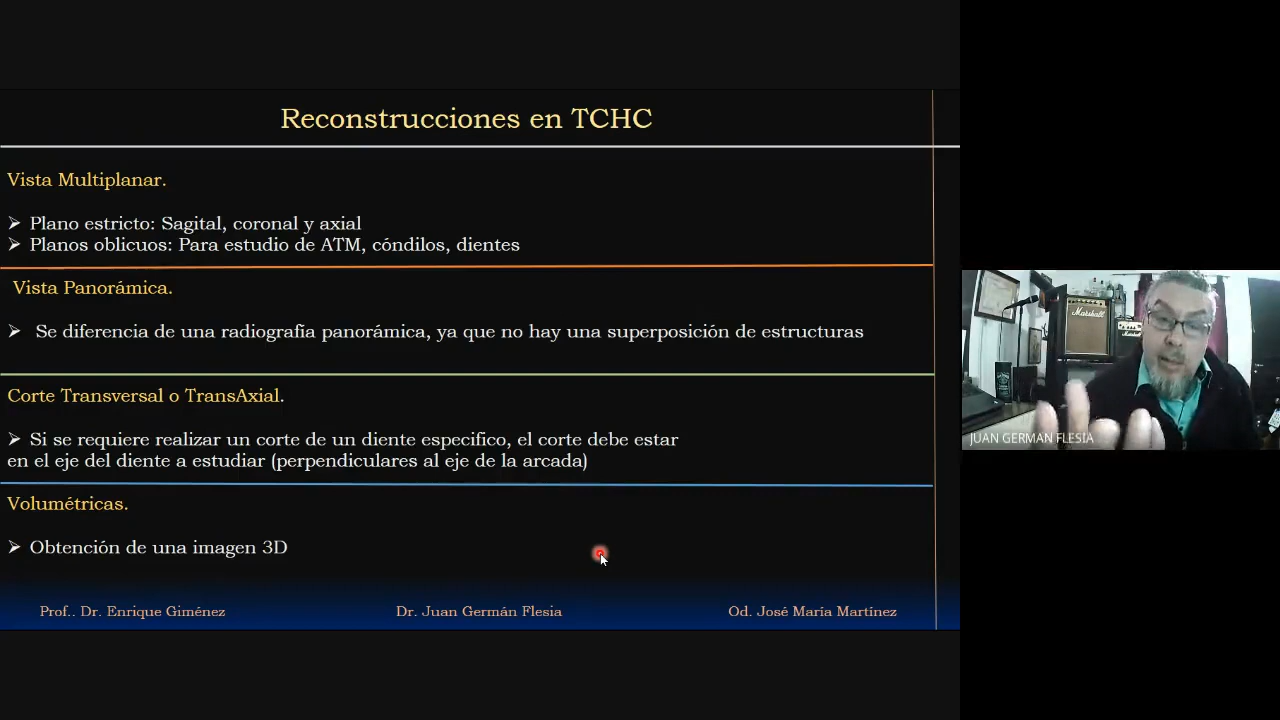 Reconstrucciones en TCHC
Vista Multiplanar.
➢ Plano estricto: Sagital, coronal y axial
➢ Planos oblicuos: Para estudio de ATM, cóndilos, dientes
Vista Panorámica.
➢ Se diferencia de una radiografía panorámica, ya que no hay una superposición de estructuras
Corte Transversal o TransAxial.
➢ Si se requiere realizar un corte de un diente especifico, el corte debe estar
en el eje del diente a estudiar (perpendiculares al eje de la arcada)
Volumétricas.
➢ Obtención de una imagen 3D
Prof.. Dr. Enrique Giménez
Dr. Juan Germán Flesia
Od. José María Martínez
Marshall
Marshall
JUAN GERMAN FLESIA